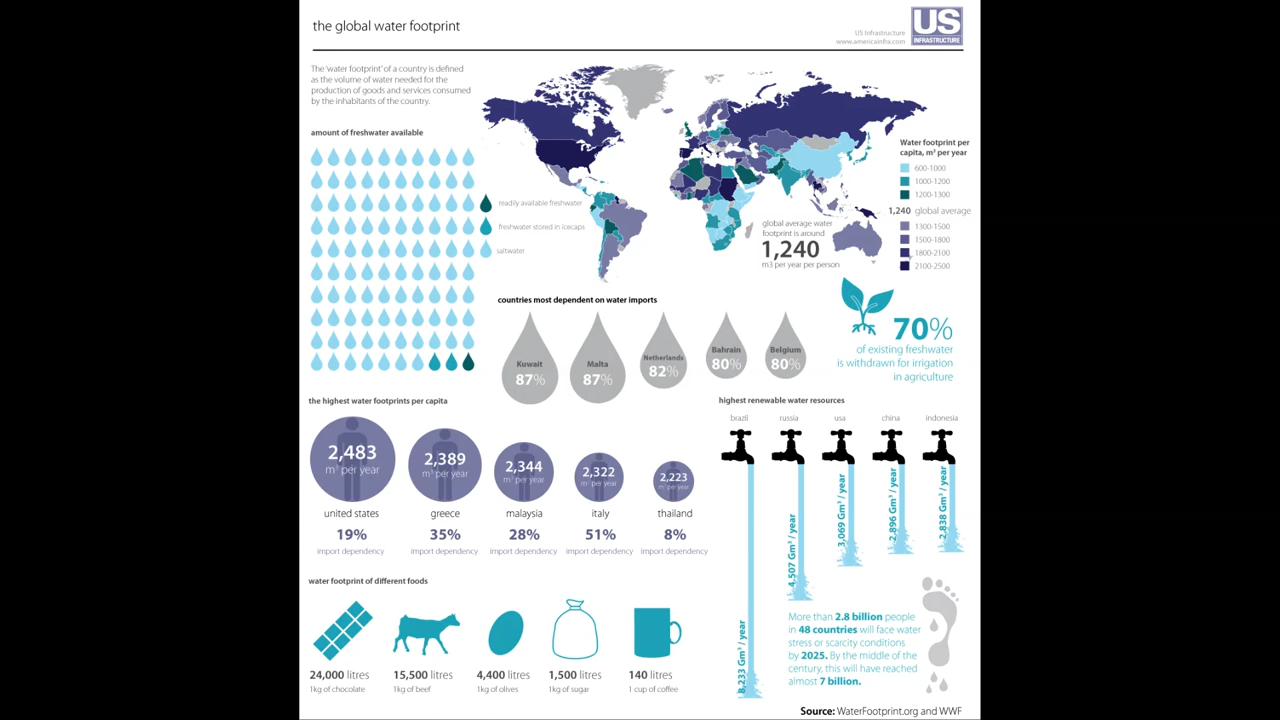 the global water footprint
US Infrastructure
www.americainfra.com
US
INFRASTRUCTURE
The 'water footprint' of a country is defined
as the volume of water needed for the
production of goods and services consumed
by the inhabitants of the country.
amount of freshwater available
readily available freshwater
freshwater stored in icecaps
saltwater
global average water
footprint is around
1,240
m3 per year per person
Water footprint per
capita, m³ per year
600-1000
1000-1200
1200-1300
1,240 global average
1300-1500
1500-1800
1800-2100
2100-2500
countries most dependent on water imports
Kuwait
87%
Malta
87%
Netherlands
82%
Bahrain
80%
Belgium
80%
70%
of existing freshwater
is withdrawn for irrigation
in agriculture
the highest water footprints per capita
2,483
m³ per year
united states
19%
import dependency
2,389
m³ per year
greece
35%
import dependency
2,344
m³ per year
malaysia
28%
import dependency
2,322
m³ per year
italy
51%
import dependency
2,223
m³ per year
thailand
8%
import dependency
highest renewable water resources
brazil
russia
usa
china
indonesia
8,233 Gm³ / year
4,507 Gm³ / year
3,069 Gm³ / year
2,896 Gm³ / year
2,838 Gm³ / year
water footprint of different foods
24,000 litres
1kg of chocolate
15,500 litres
1kg of beef
4,400 litres
1kg of olives
1,500 litres
1kg of sugar
140 litres
1 cup of coffee
More than 2.8 billion people
in 48 countries will face water
stress or scarcity conditions
by 2025. By the middle of the
century, this will have reached
almost 7 billion.
Source: WaterFootprint.org and WWF